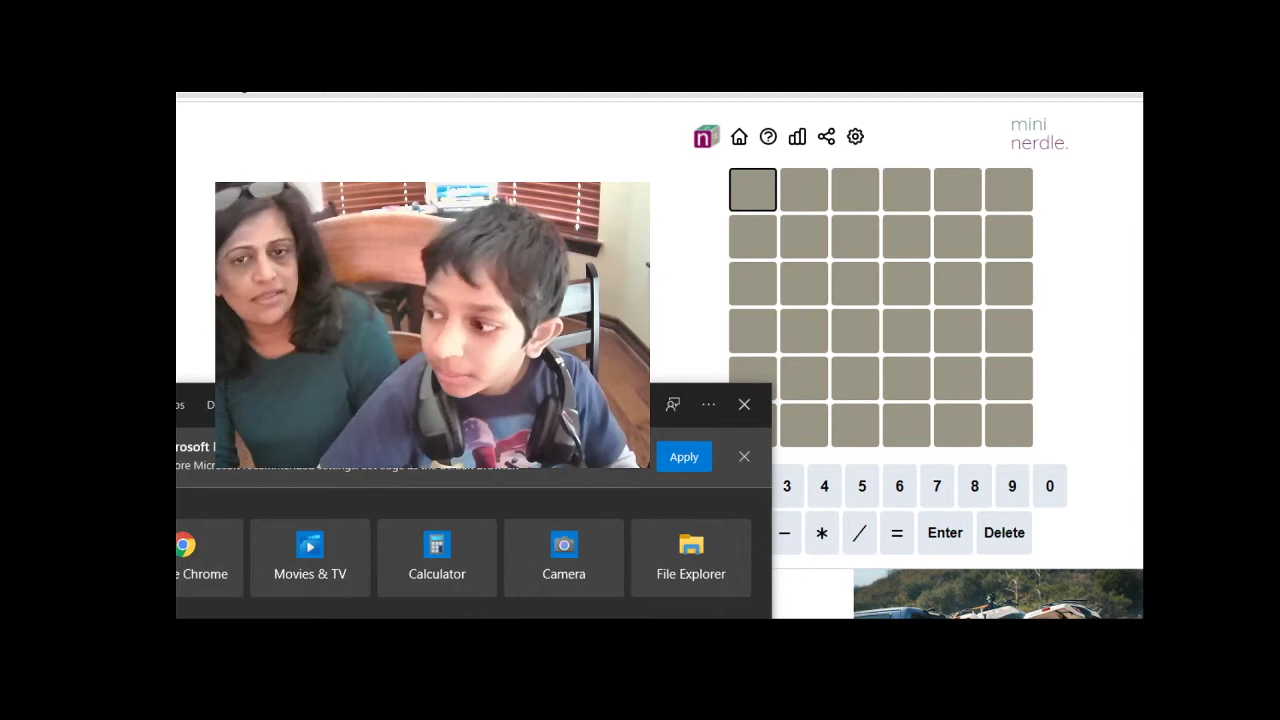 mini
nerdle.
n
Apply
3 4 5 6 7 8 9 0
− * / = Enter Delete
Movies & TV
Calculator
Camera
File Explorer
Chrome